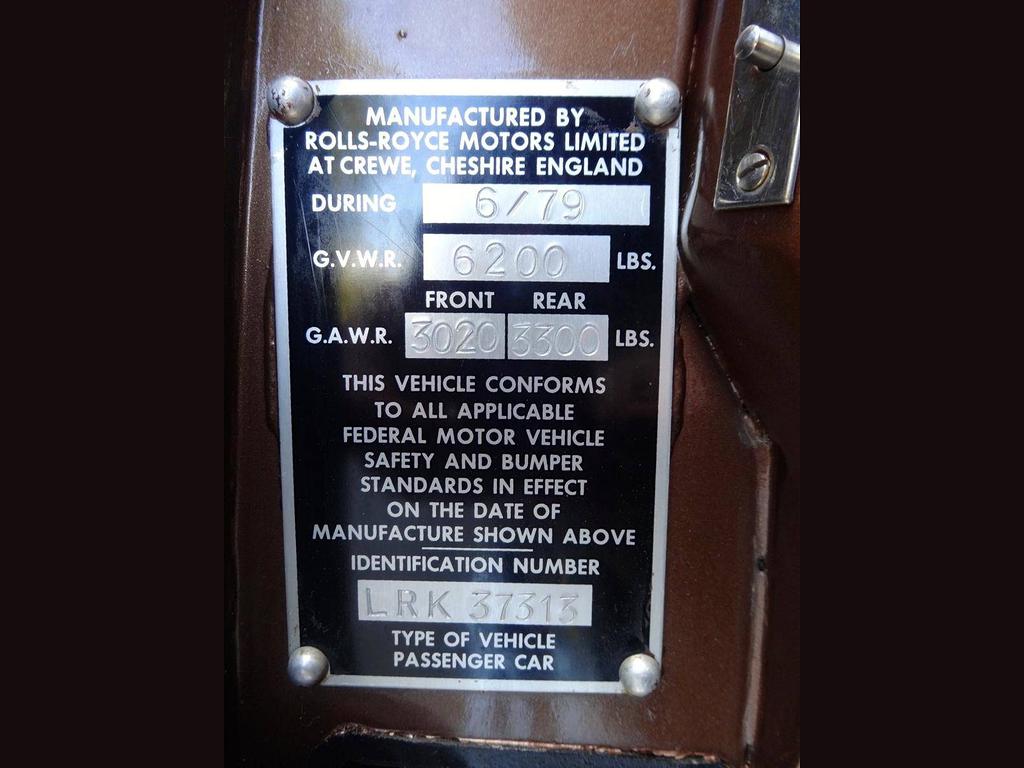 MANUFACTURED BY
ROLLS-ROYCE MOTORS LIMITED
AT CREWE, CHESHIRE ENGLAND
DURING 6/79
G.V.W.R. 6200 LBS.
FRONT REAR
G.A.W.R. 3020 3300 LBS.
THIS VEHICLE CONFORMS
TO ALL APPLICABLE
FEDERAL MOTOR VEHICLE
SAFETY AND BUMPER
STANDARDS IN EFFECT
ON THE DATE OF
MANUFACTURE SHOWN ABOVE
IDENTIFICATION NUMBER
LRK 37313
TYPE OF VEHICLE
PASSENGER CAR